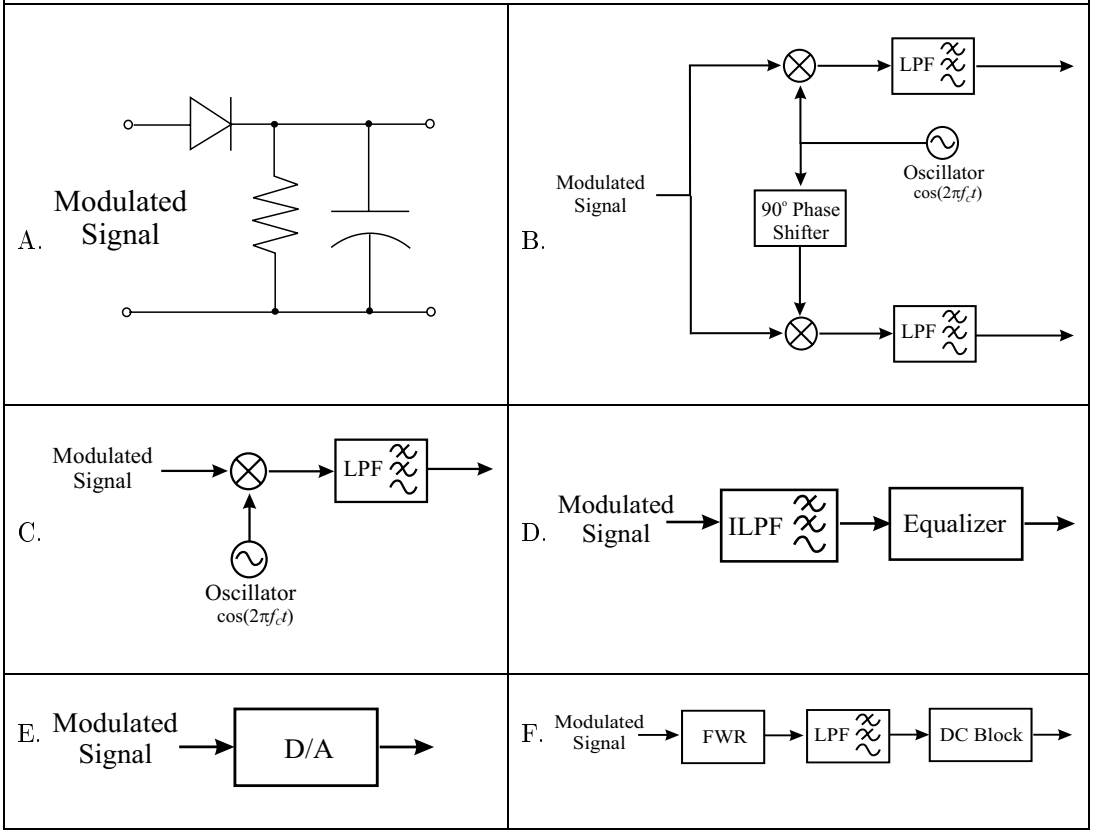 A.
Modulated
Signal
B.
Modulated
Signal
LPF
Oscillator
cos(2πf_ct)
90° Phase
Shifter
LPF
C.
Modulated
Signal
LPF
Oscillator
cos(2πf_ct)
D.
Modulated
Signal
ILPF
Equalizer
E.
Modulated
Signal
D/A
F.
Modulated
Signal
FWR
LPF
DC Block